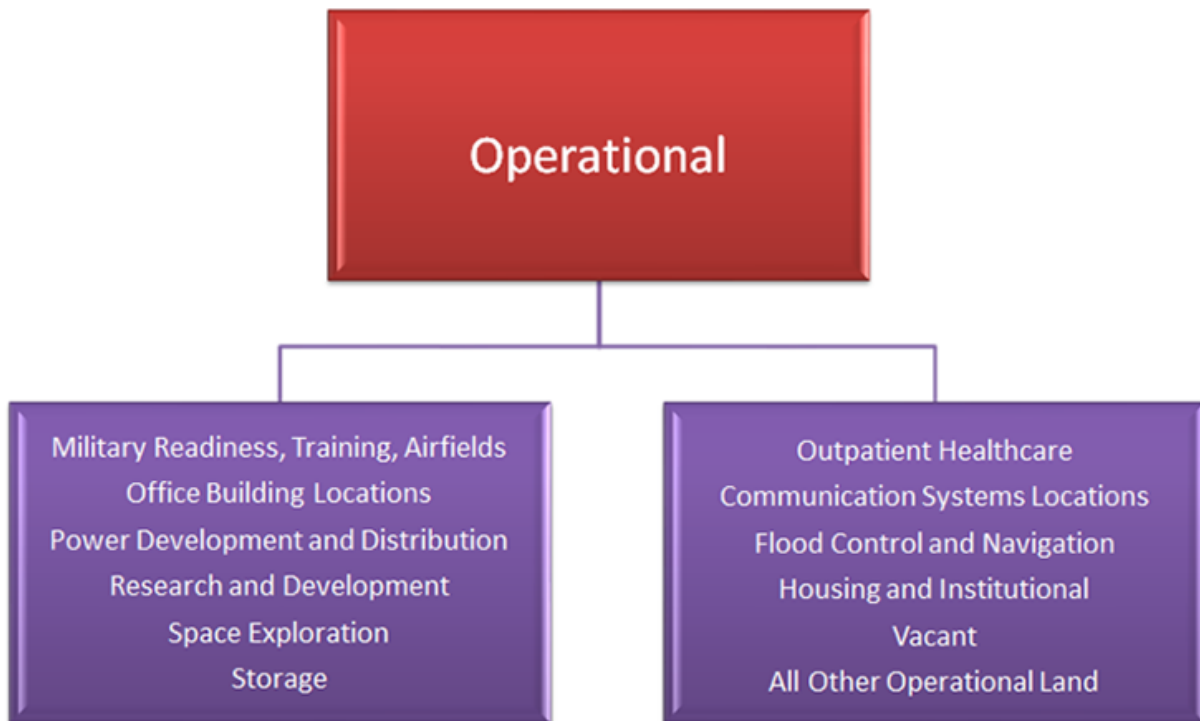 Operational
Military Readiness, Training, Airfields
Office Building Locations
Power Development and Distribution
Research and Development
Space Exploration
Storage
Outpatient Healthcare
Communication Systems Locations
Flood Control and Navigation
Housing and Institutional
Vacant
All Other Operational Land